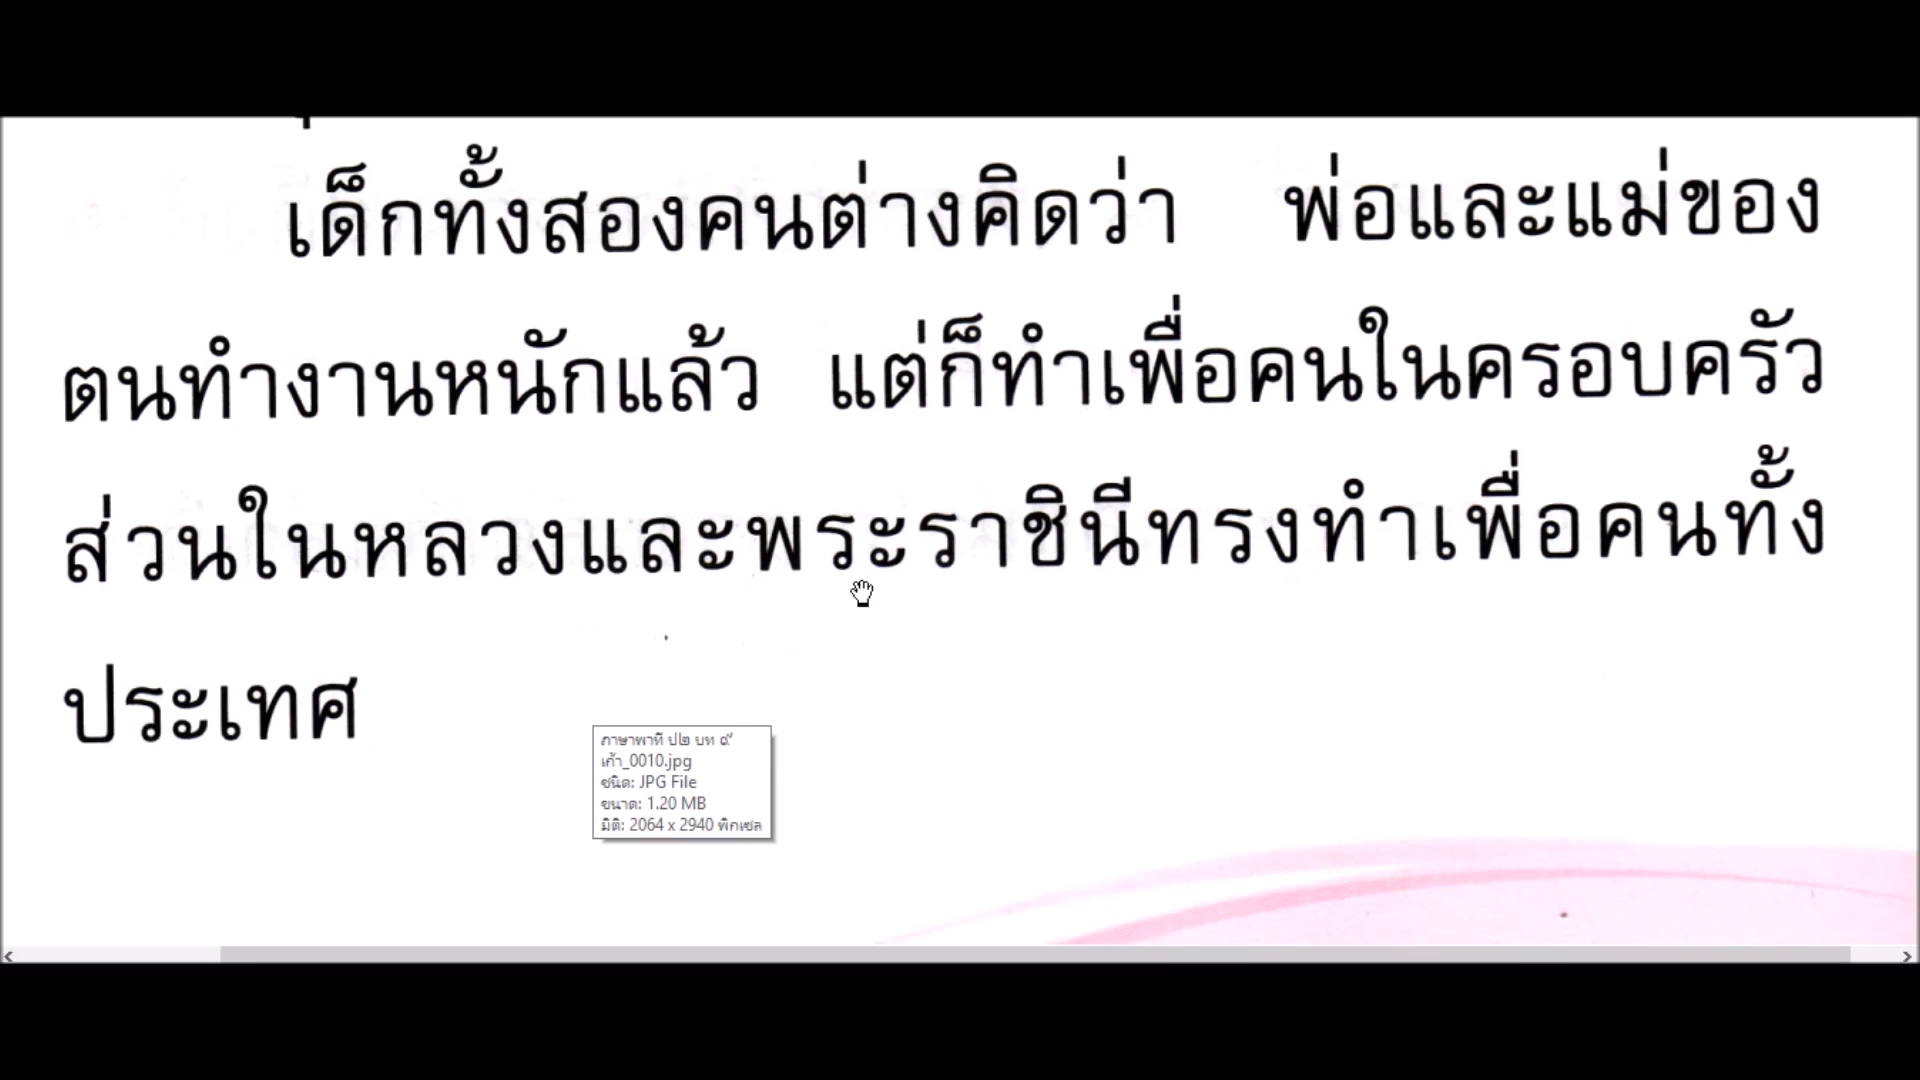 เด็กทั้งสองคนต่างคิดว่า พ่อและแม่ของ
ตนทำงานหนักแล้ว แต่ก็ทำเพื่อคนในครอบครัว
ส่วนในหลวงและพระราชินีทรงทำเพื่อคนทั้ง
ประเทศ
ภาษาพาที ป๒ บท ๙
เก้า_0010.jpg
ชนิด: JPG File
ขนาด: 1.20 MB
มิติ: 2064 x 2940 พิกเซล